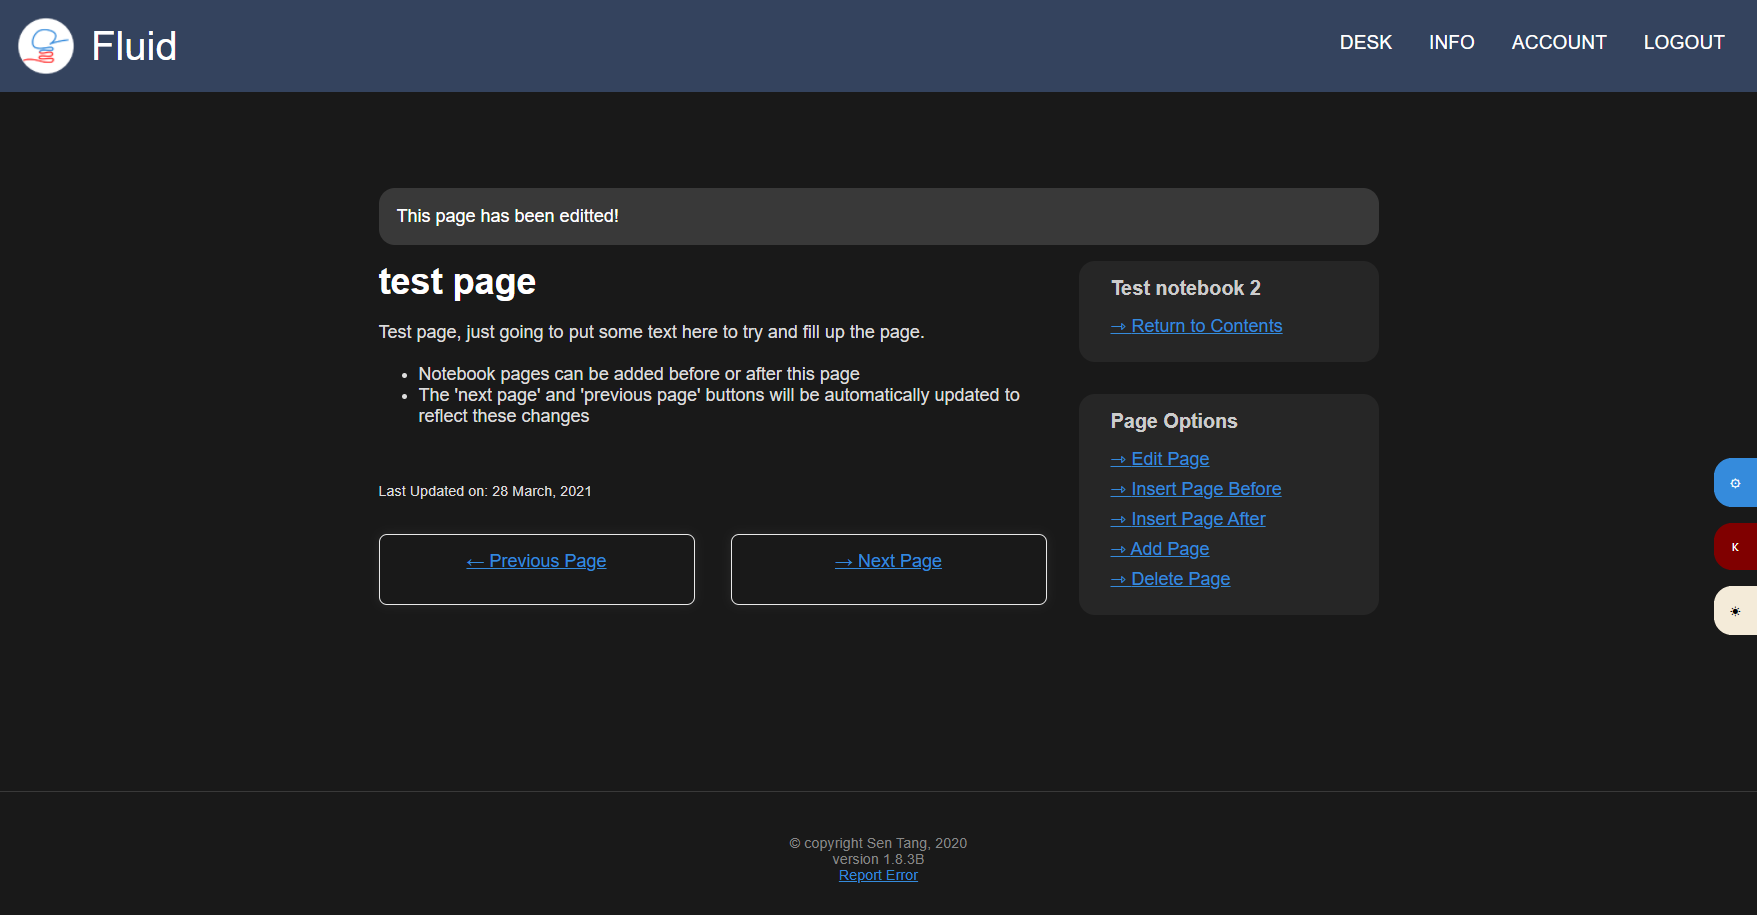 Fluid
DESK INFO ACCOUNT LOGOUT
This page has been editted!
test page
Test page, just going to put some text here to try and fill up the page.
• Notebook pages can be added before or after this page
• The 'next page' and 'previous page' buttons will be automatically updated to
reflect these changes
Last Updated on: 28 March, 2021
← Previous Page
→ Next Page
Test notebook 2
→ Return to Contents
Page Options
→ Edit Page
→ Insert Page Before
→ Insert Page After
→ Add Page
→ Delete Page
K
© copyright Sen Tang, 2020
version 1.8.3B
Report Error